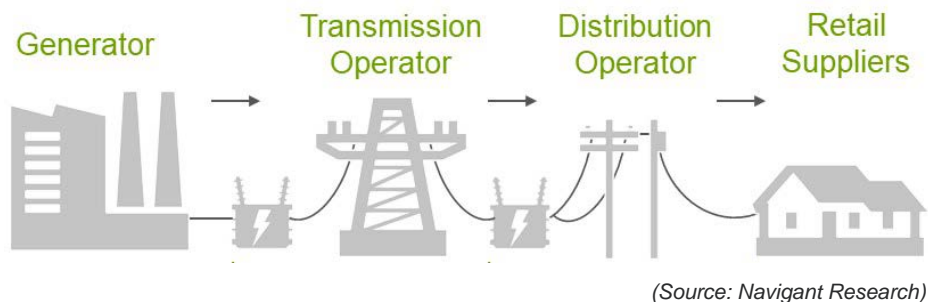 Generator
Transmission
Operator
Distribution
Operator
Retail
Suppliers
(Source: Navigant Research)